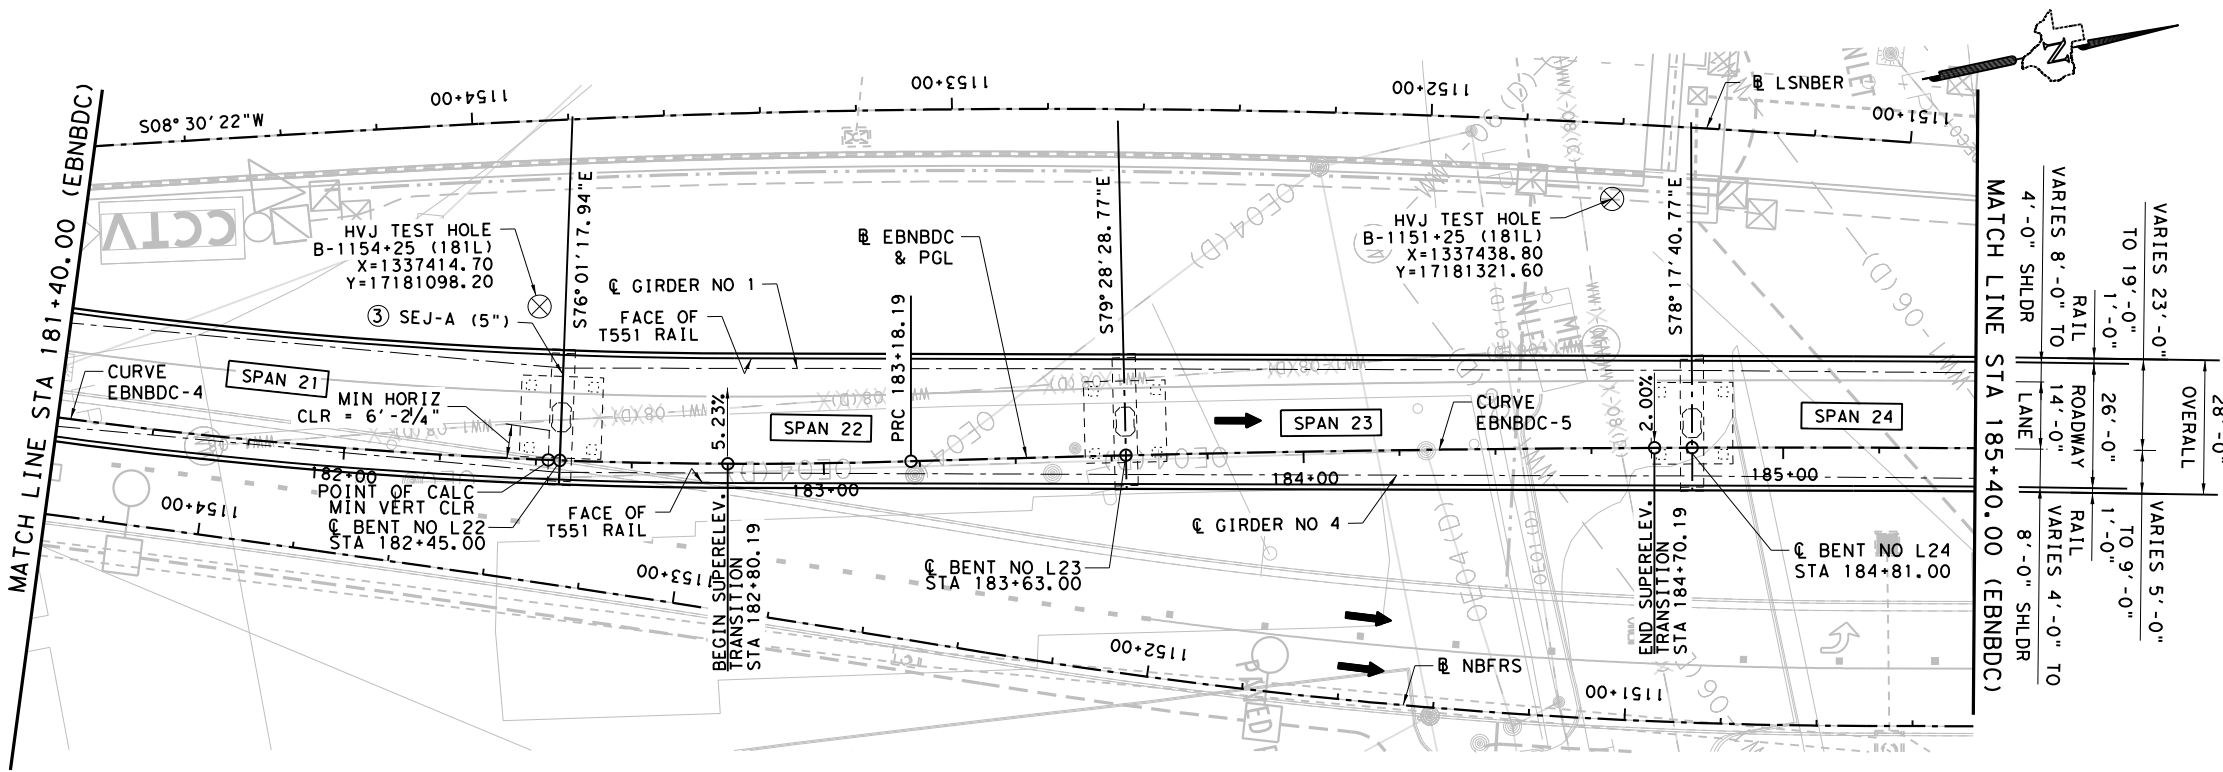 MATCH LINE STA 181+40.00 (EBNBDC)
S08°30'22"W
1154+00
1153+00
1152+00
1151+00
℄ LSNBER
N
CCTV
HVJ TEST HOLE
B-1154+25 (181L)
X=1337414.70
Y=17181098.20
③ SEJ-A (5")
S76°01'17.94"E
℄ GIRDER NO 1
FACE OF
T551 RAIL
PRC 183+18.19
B EBNBDC
& PGL
S79°28'28.77"E
HVJ TEST HOLE
B-1151+25 (181L)
X=1337438.80
Y=17181321.60
S78°17'40.77"E
CURVE
EBNBDC-4
SPAN 21
MIN HORIZ
CLR = 6'-2¼"
5.23%
SPAN 22
SPAN 23
CURVE
EBNBDC-5
2.00%
SPAN 24
182+00
183+00
184+00
185+00
POINT OF CALC
MIN VERT CLR
℄ BENT NO L22
STA 182+45.00
FACE OF
T551 RAIL
BEGIN SUPERELEV.
TRANSITION
STA 182+80.19
℄ BENT NO L23
STA 183+63.00
℄ GIRDER NO 4
END SUPERELEV.
TRANSITION
STA 184+70.19
℄ BENT NO L24
STA 184+81.00
1154+00
1153+00
1152+00
1151+00
B NBFRS
MATCH LINE STA 185+40.00 (EBNBDC)
VARIES 8'-0" TO
4'-0" SHLDR
RAIL
1'-0"
VARIES 23'-0"
TO 19'-0"
14'-0"
LANE
26'-0"
ROADWAY
28'-0"
OVERALL
VARIES 4'-0" TO
8'-0" SHLDR
RAIL
1'-0"
VARIES 5'-0"
TO 9'-0"
OE04(D)
OE04(D)
OE04(D)
INLET